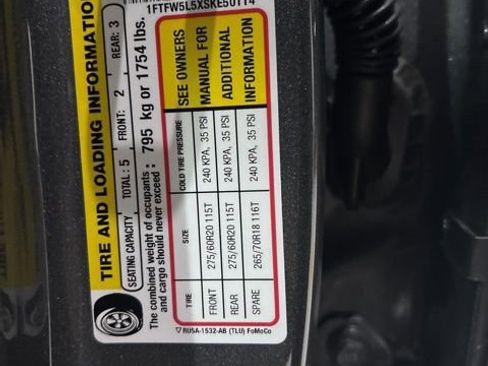 1FTFW5L5XSKE50114
TIRE AND LOADING INFORMATION
SEATING CAPACITY TOTAL: 5 FRONT: 2 REAR: 3
The combined weight of occupants
and cargo should never exceed : 795 kg or 1754 lbs.
TIRE SIZE COLD TIRE PRESSURE SEE OWNERS
FRONT 275/60R20 115T 240 KPA, 35 PSI MANUAL FOR
REAR 275/60R20 115T 240 KPA, 35 PSI ADDITIONAL
SPARE 265/70R18 116T 240 KPA, 35 PSI INFORMATION
RU5A-1532-AB (TLU) FoMoCo